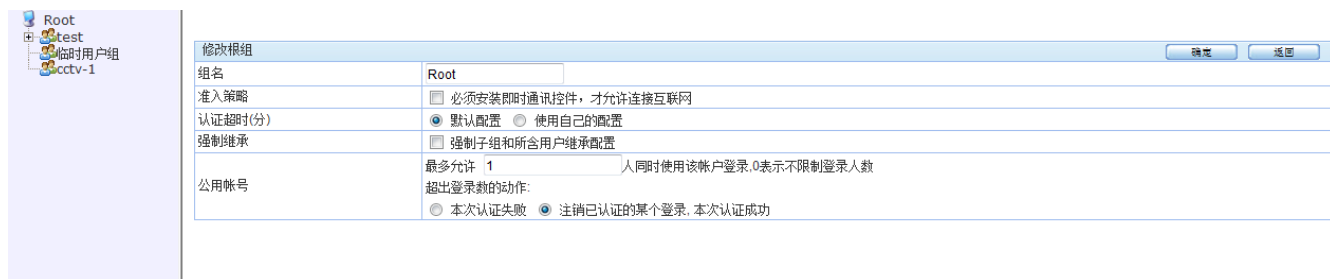 Root
test
临时用户组
cctv-1
修改根组
确定
返回
组名
Root
准入策略
必须安装即时通讯控件，才允许连接互联网
认证超时(分)
默认配置 使用自己的配置
强制继承
强制子组和所含用户继承配置
公用帐号
最多允许 1 人同时使用该帐户登录,0表示不限制登录人数
超出登录数的动作:
本次认证失败 注销已认证的某个登录, 本次认证成功